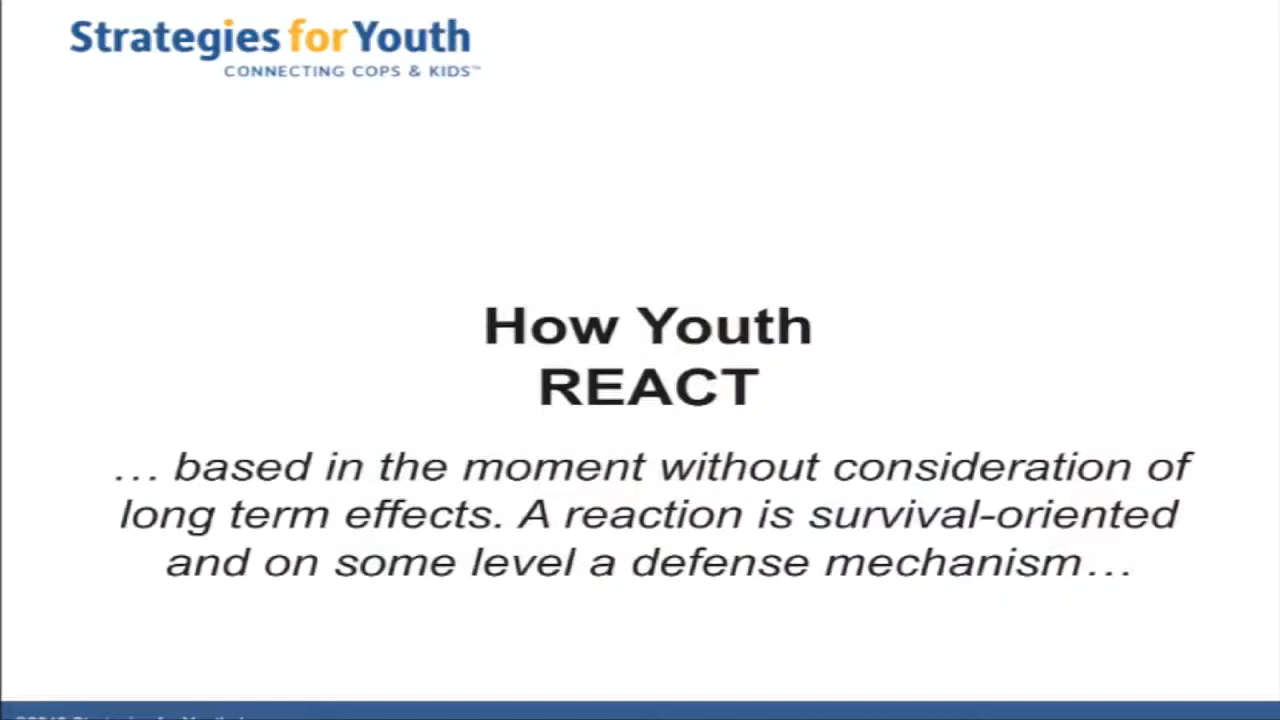 Strategies for Youth
CONNECTING COPS & KIDS™
How Youth
REACT
… based in the moment without consideration of
long term effects. A reaction is survival-oriented
and on some level a defense mechanism…